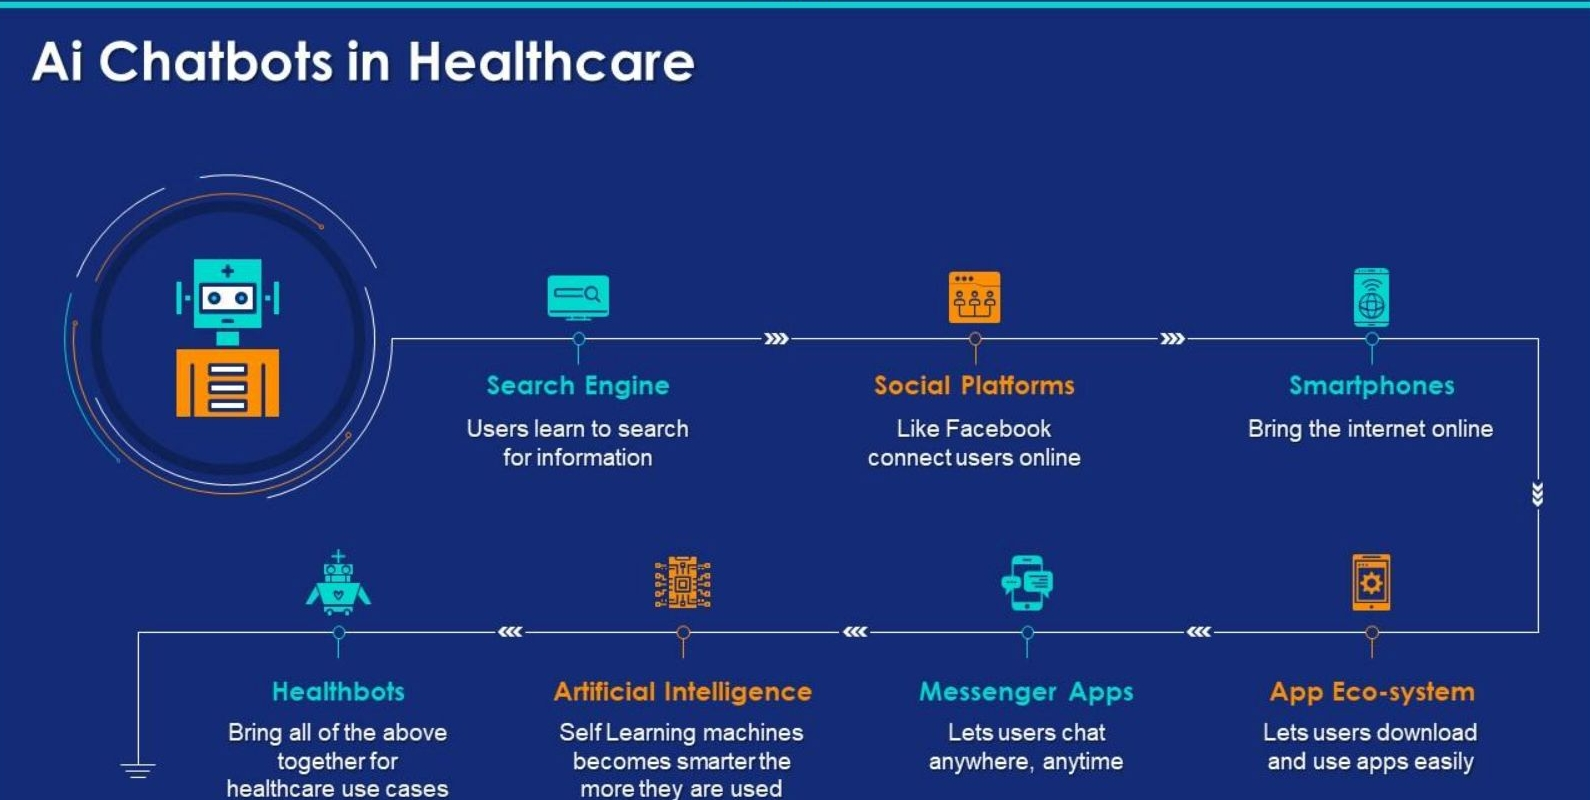 Ai Chatbots in Healthcare
Search Engine
Users learn to search
for information
Social Platforms
Like Facebook
connect users online
Smartphones
Bring the internet online
Healthbots
Bring all of the above
together for
healthcare use cases
Artificial Intelligence
Self Learning machines
becomes smarter the
more they are used
Messenger Apps
Lets users chat
anywhere, anytime
App Eco-system
Lets users download
and use apps easily